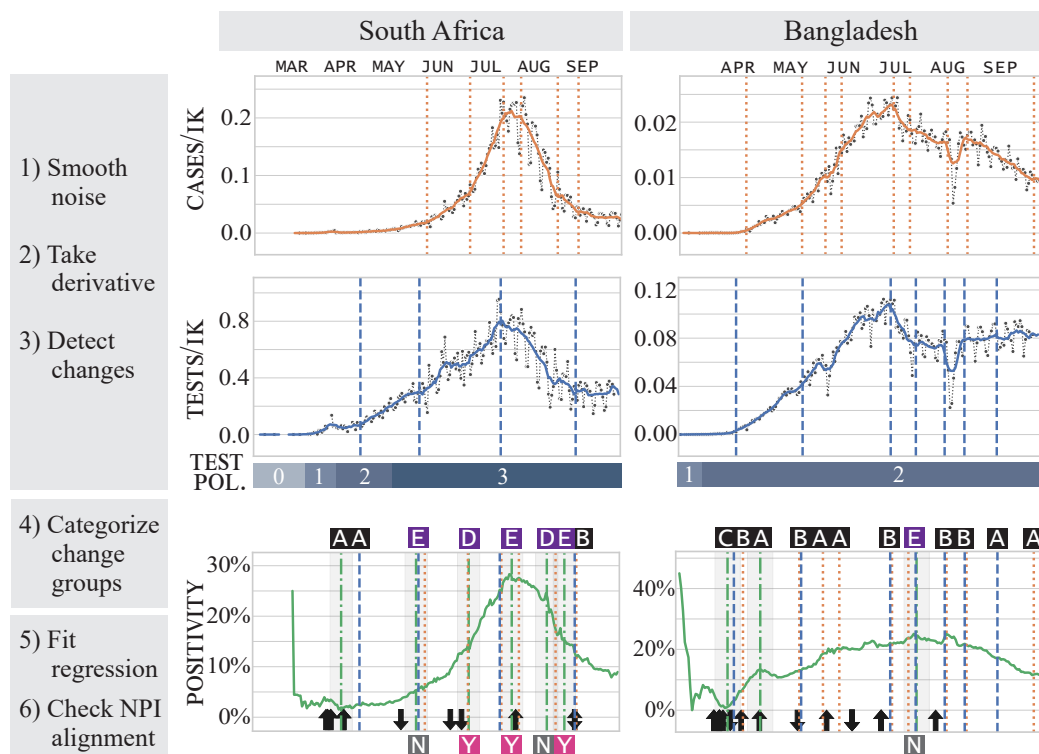 South Africa
Bangladesh
MAR APR MAY JUN JUL AUG SEP
APR MAY JUN JUL AUG SEP
1) Smooth
noise
2) Take
derivative
3) Detect
changes
CASES/IK
0.2
0.1
0.0
0.02
0.01
0.00
TESTS/IK
0.8
0.4
0.0
0.12
0.08
0.04
0.00
TEST
POL.
0 1 2 3
1 2
4) Categorize
change
groups
5) Fit
regression
6) Check NPI
alignment
A A E D E D E B
C B A B A A B E B B A A
POSITIVITY
30%
20%
10%
0%
40%
20%
0%
N Y Y N Y
N